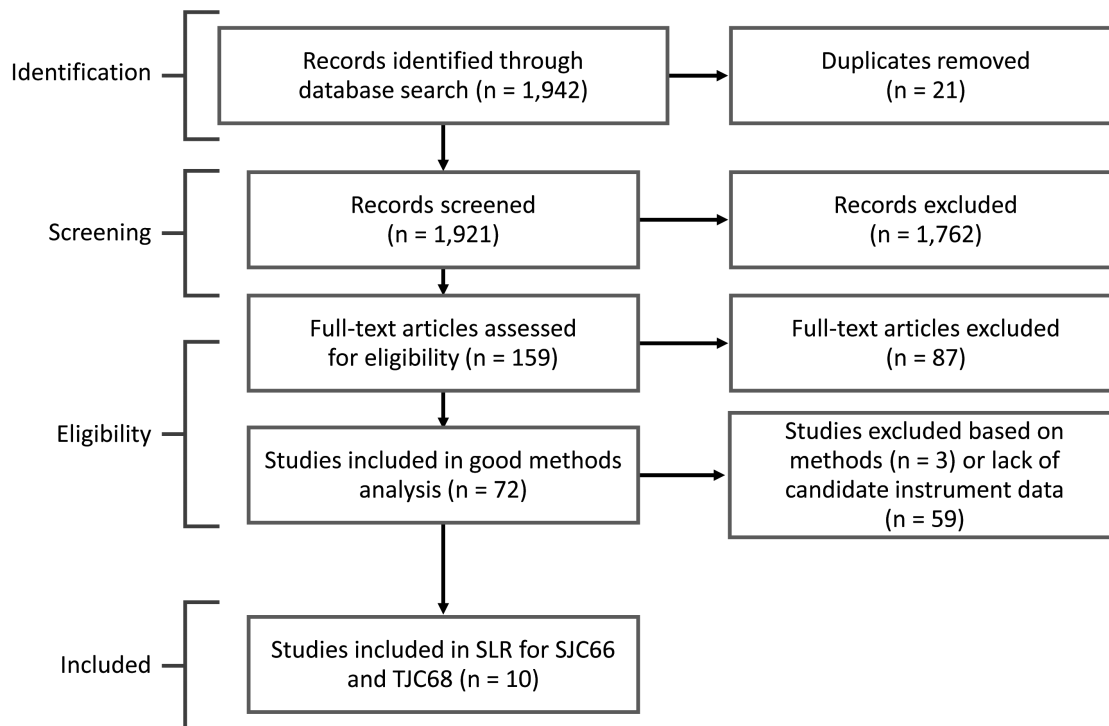 Identification
Records identified through
database search (n = 1,942)
Duplicates removed
(n = 21)
Screening
Records screened
(n = 1,921)
Records excluded
(n = 1,762)
Eligibility
Full-text articles assessed
for eligibility (n = 159)
Full-text articles excluded
(n = 87)
Studies included in good methods
analysis (n = 72)
Studies excluded based on
methods (n = 3) or lack of
candidate instrument data
(n = 59)
Included
Studies included in SLR for SJC66
and TJC68 (n = 10)